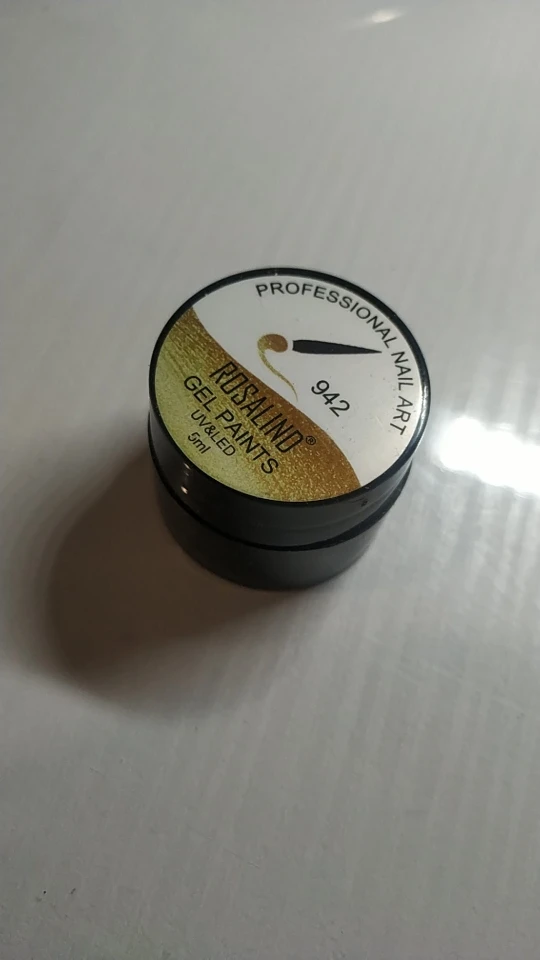 PROFESSIONAL NAIL ART
942
ROSALIND®
GEL PAINTS
UV&LED
5ml